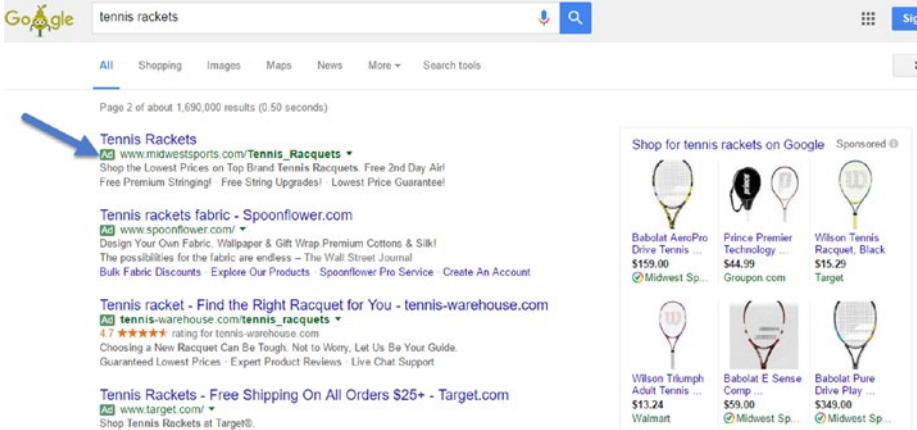 Google
tennis rackets
Sig
All Shopping Images Maps News More Search tools
Page 2 of about 1,690,000 results (0.50 seconds)
Tennis Rackets
Ad www.midwestsports.com/Tennis_Racquets
Shop the Lowest Prices on Top Brand Tennis Racquets. Free 2nd Day Air!
Free Premium Stringing! · Free String Upgrades! · Lowest Price Guarantee!
Tennis rackets fabric - Spoonflower.com
Ad www.spoonflower.com/
Design Your Own Fabric, Wallpaper & Gift Wrap Premium Cottons & Silk!
The possibilities for the fabric are endless – The Wall Street Journal
Bulk Fabric Discounts · Explore Our Products · Spoonflower Pro Service · Create An Account
Tennis racket - Find the Right Racquet for You - tennis-warehouse.com
Ad tennis-warehouse.com/tennis_racquets
4.7 ★★★★★ rating for tennis-warehouse.com
Choosing a New Racquet Can Be Tough. Not to Worry, Let Us Be Your Guide.
Guaranteed Lowest Prices · Expert Product Reviews · Live Chat Support
Tennis Rackets - Free Shipping On All Orders $25+ - Target.com
Ad www.target.com/
Shop Tennis Rackets at Target®.
Shop for tennis rackets on Google Sponsored
Babolat AeroPro
Drive Tennis ...
$159.00
Midwest Sp...
Prince Premier
Technology ...
$44.99
Groupon.com
Wilson Tennis
Racquet, Black
$15.29
Target
Wilson Triumph
Adult Tennis ...
$13.24
Walmart
Babolat E Sense
Comp ...
$59.00
Midwest Sp...
Babolat Pure
Drive Play ...
$349.00
Midwest Sp...